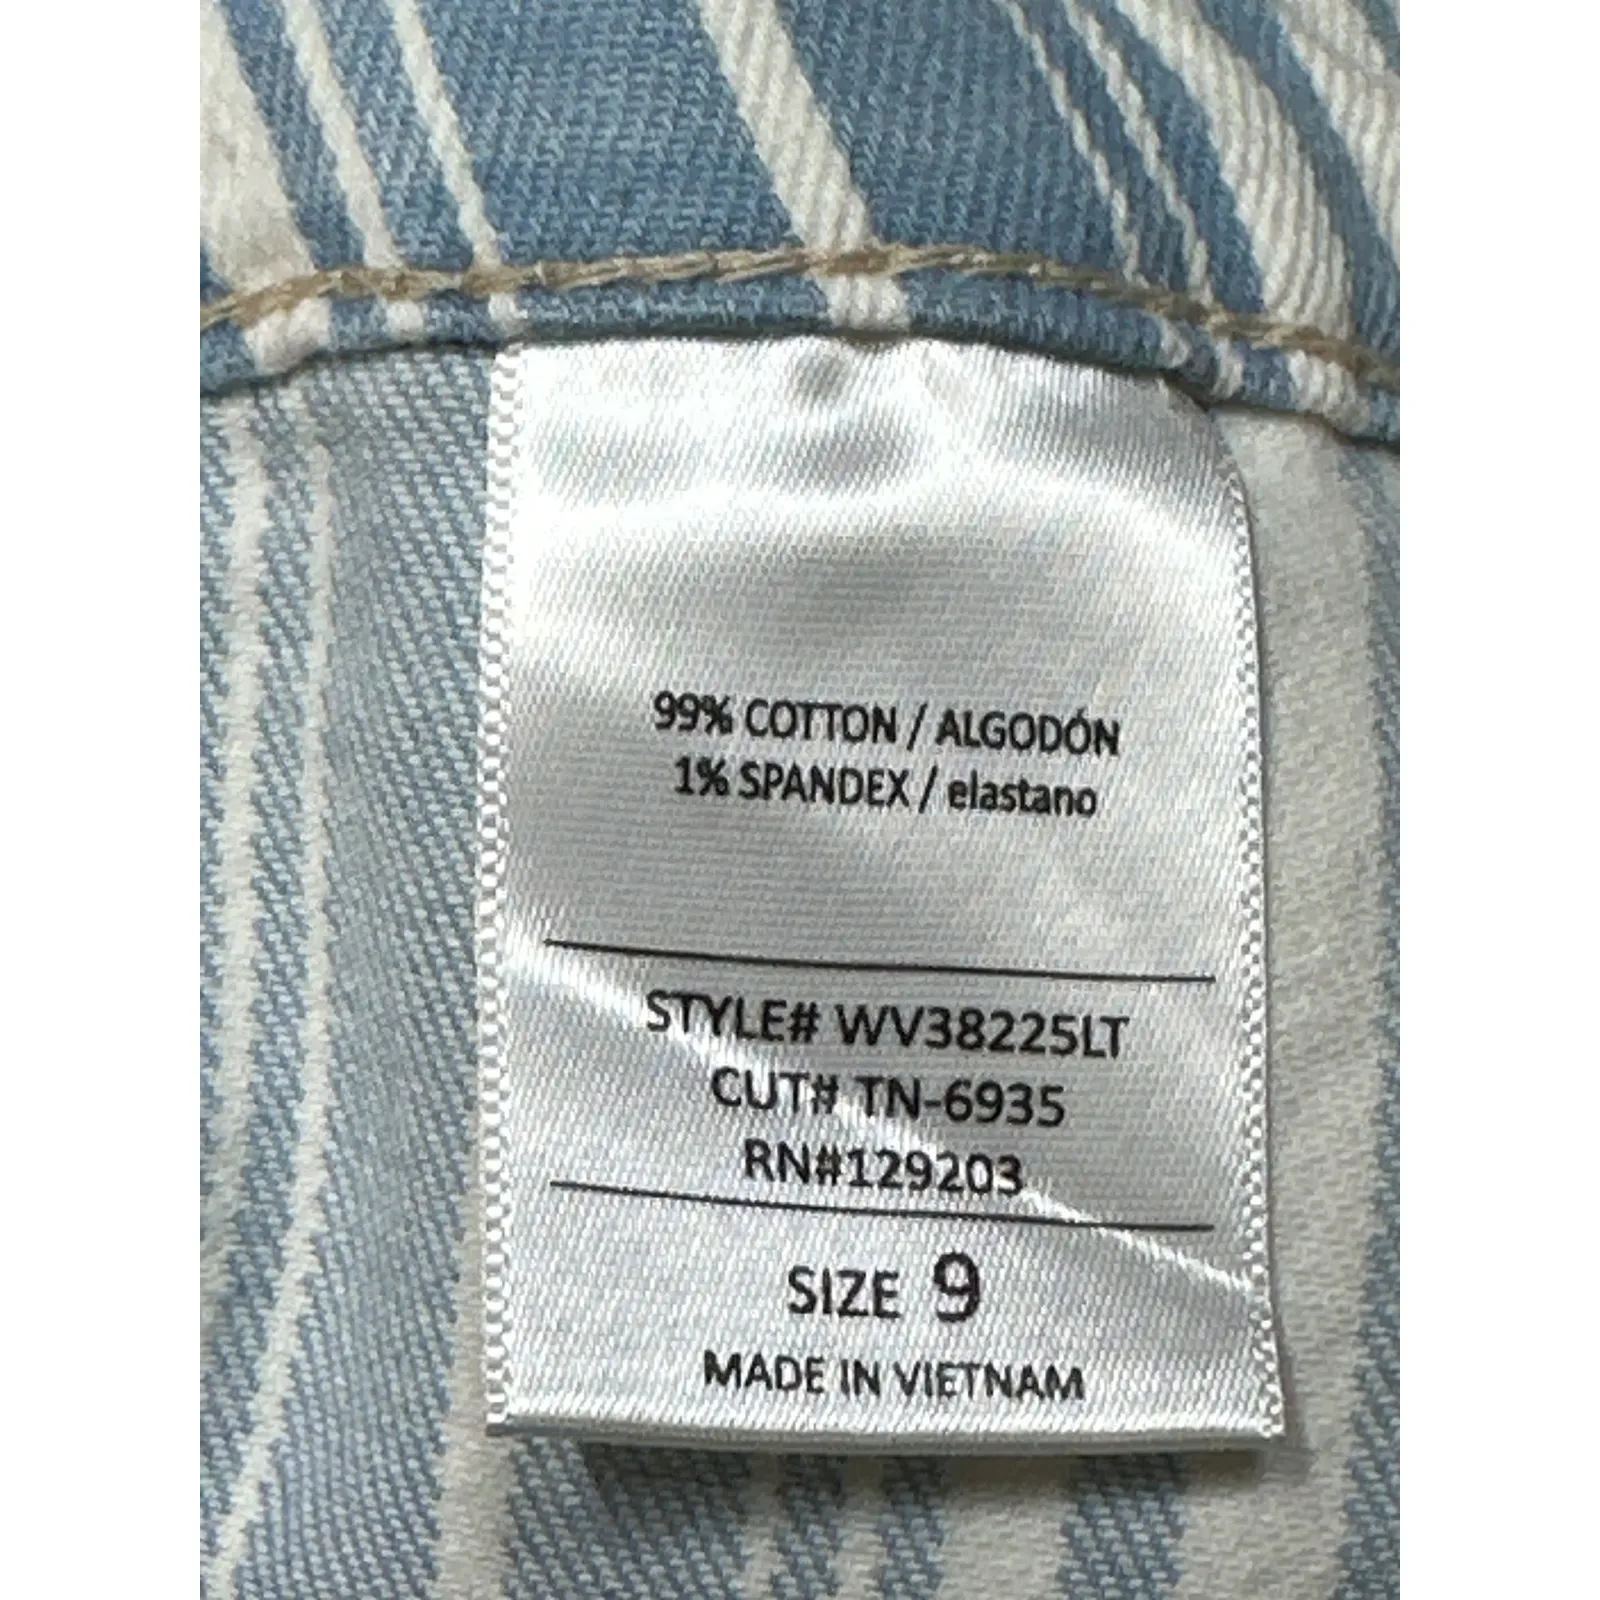 99% COTTON / ALGODÓN
1% SPANDEX / elastano
STYLE# WV38225LT
CUT# TN-6935
RN#129203
SIZE 9
MADE IN VIETNAM